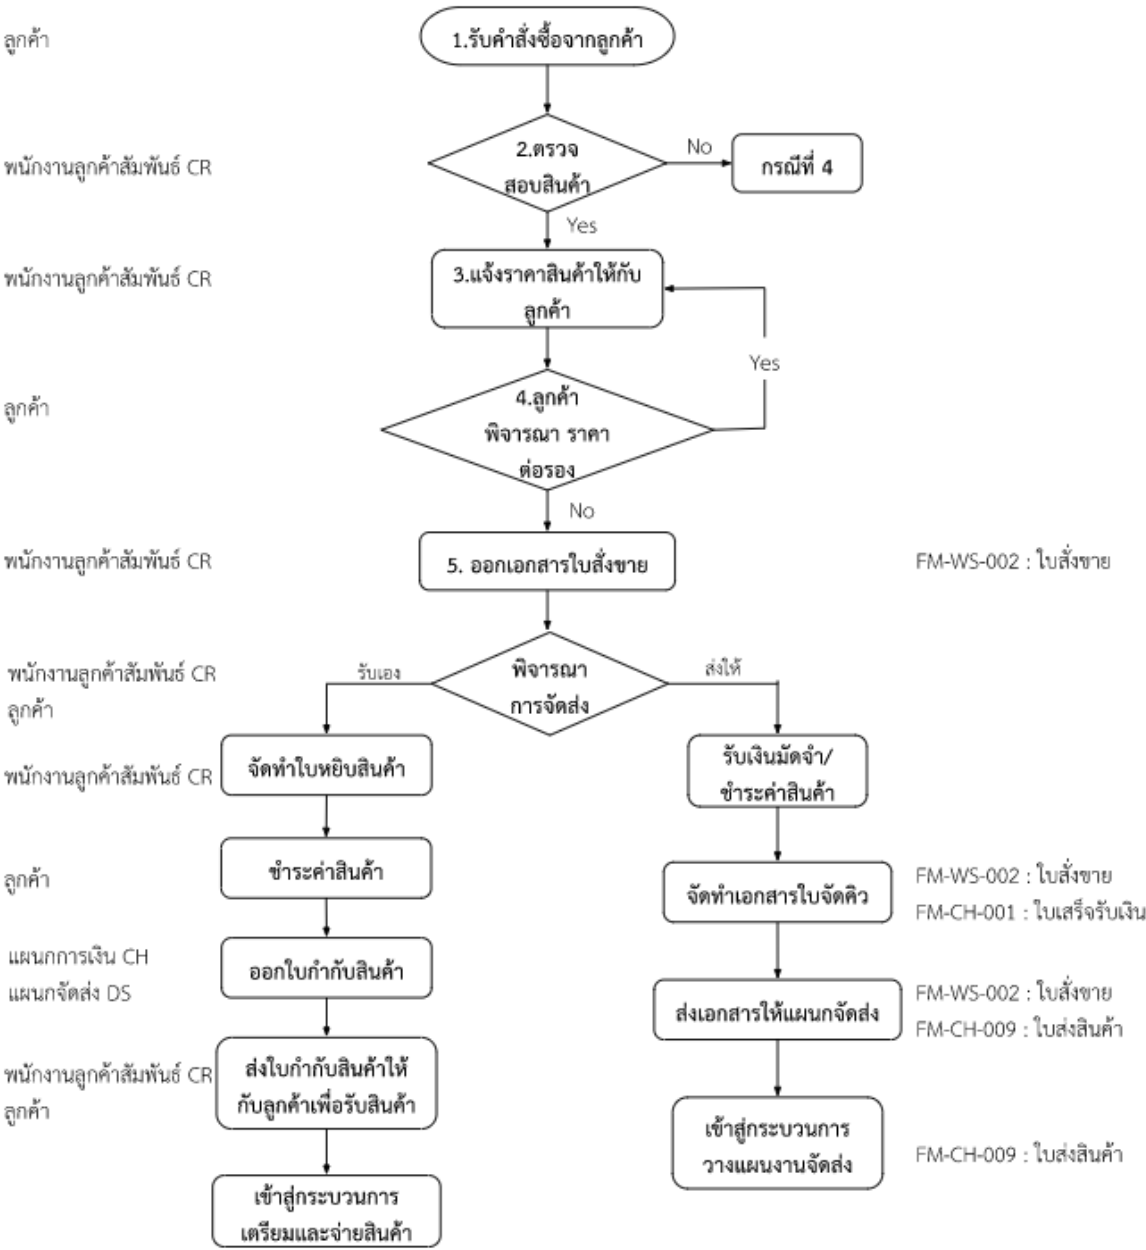 ลูกค้า
1.รับคำสั่งซื้อจากลูกค้า
พนักงานลูกค้าสัมพันธ์ CR
2.ตรวจ
สอบสินค้า
No
กรณีที่ 4
Yes
พนักงานลูกค้าสัมพันธ์ CR
3.แจ้งราคาสินค้าให้กับ
ลูกค้า
Yes
ลูกค้า
4.ลูกค้า
พิจารณา ราคา
ต่อรอง
No
พนักงานลูกค้าสัมพันธ์ CR
5. ออกเอกสารใบสั่งขาย
FM-WS-002 : ใบสั่งขาย
พนักงานลูกค้าสัมพันธ์ CR
ลูกค้า
รับเอง
พิจารณา
การจัดส่ง
ส่งให้
พนักงานลูกค้าสัมพันธ์ CR
จัดทำใบหยิบสินค้า
รับเงินมัดจำ/
ชำระค่าสินค้า
ลูกค้า
ชำระค่าสินค้า
จัดทำเอกสารใบจัดคิว
FM-WS-002 : ใบสั่งขาย
FM-CH-001 : ใบเสร็จรับเงิน
แผนกการเงิน CH
แผนกจัดส่ง DS
ออกใบกำกับสินค้า
ส่งเอกสารให้แผนกจัดส่ง
FM-WS-002 : ใบสั่งขาย
FM-CH-009 : ใบส่งสินค้า
พนักงานลูกค้าสัมพันธ์ CR
ลูกค้า
ส่งใบกำกับสินค้าให้
กับลูกค้าเพื่อรับสินค้า
เข้าสู่กระบวนการ
วางแผนงานจัดส่ง
FM-CH-009 : ใบส่งสินค้า
เข้าสู่กระบวนการ
เตรียมและจ่ายสินค้า